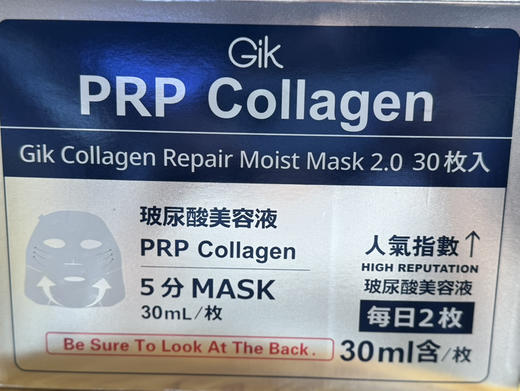 Gik
PRP Collagen
Gik Collagen Repair Moist Mask 2.0 30枚入
玻尿酸美容液
PRP Collagen
5分 MASK
30mL/枚
Be Sure To Look At The Back.
人氣指數↑
HIGH REPUTATION
玻尿酸美容液
每日2枚
30ml含/枚